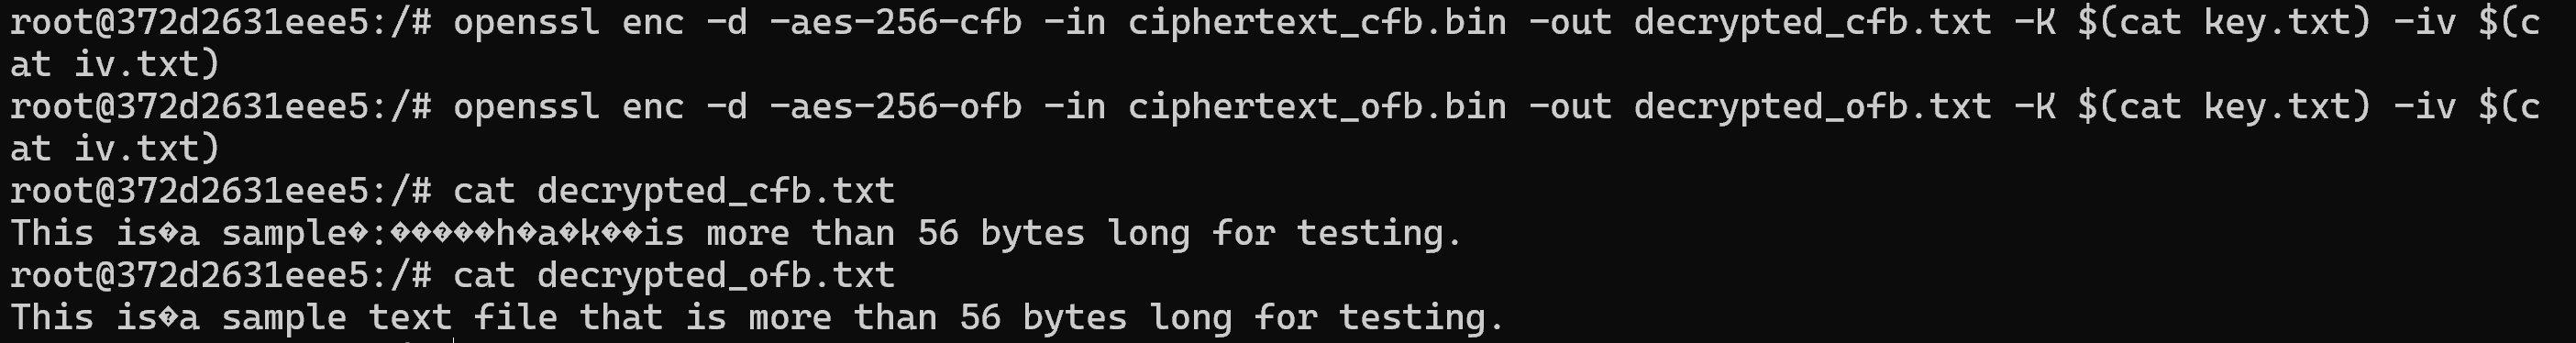 root@372d2631eee5:/# openssl enc -d -aes-256-cfb -in ciphertext_cfb.bin -out decrypted_cfb.txt -K $(cat key.txt) -iv $(c
at iv.txt)
root@372d2631eee5:/# openssl enc -d -aes-256-ofb -in ciphertext_ofb.bin -out decrypted_ofb.txt -K $(cat key.txt) -iv $(c
at iv.txt)
root@372d2631eee5:/# cat decrypted_cfb.txt
This is�a sample�:�����h�a�k��is more than 56 bytes long for testing.
root@372d2631eee5:/# cat decrypted_ofb.txt
This is�a sample text file that is more than 56 bytes long for testing.